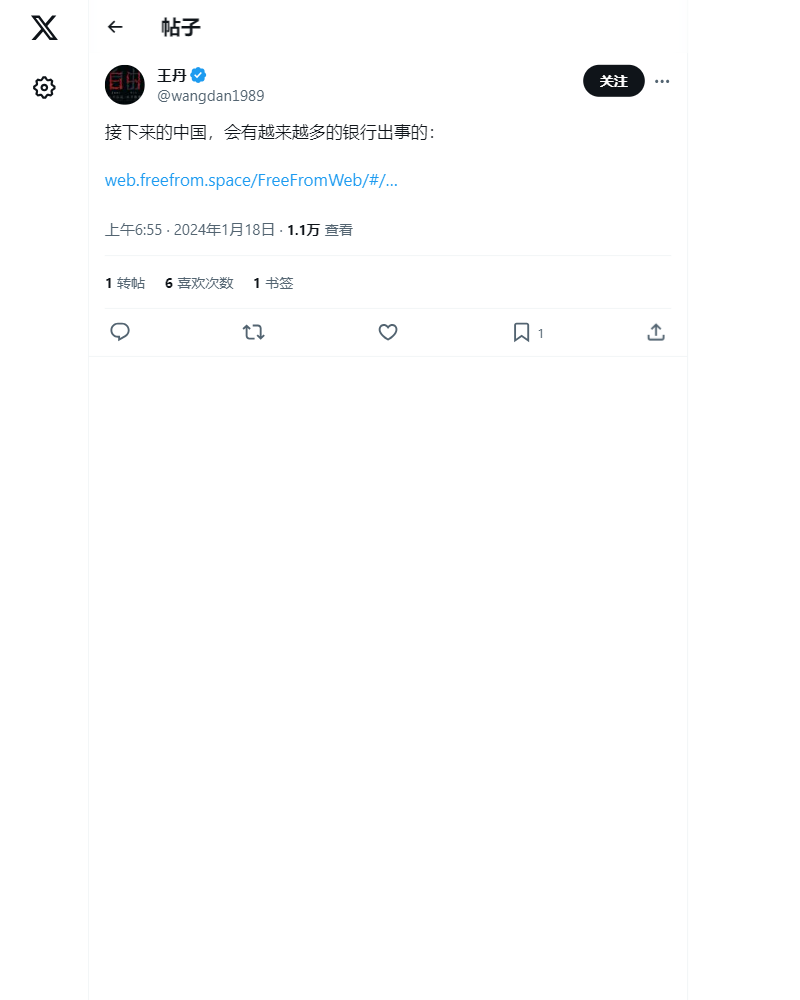 帖子
王丹
@wangdan1989
关注
接下来的中国，会有越来越多的银行出事的：
web.freefrom.space/FreeFromWeb/#/…
上午6:55 · 2024年1月18日 · 1.1万 查看
1 转帖 6 喜欢次数 1 书签
1